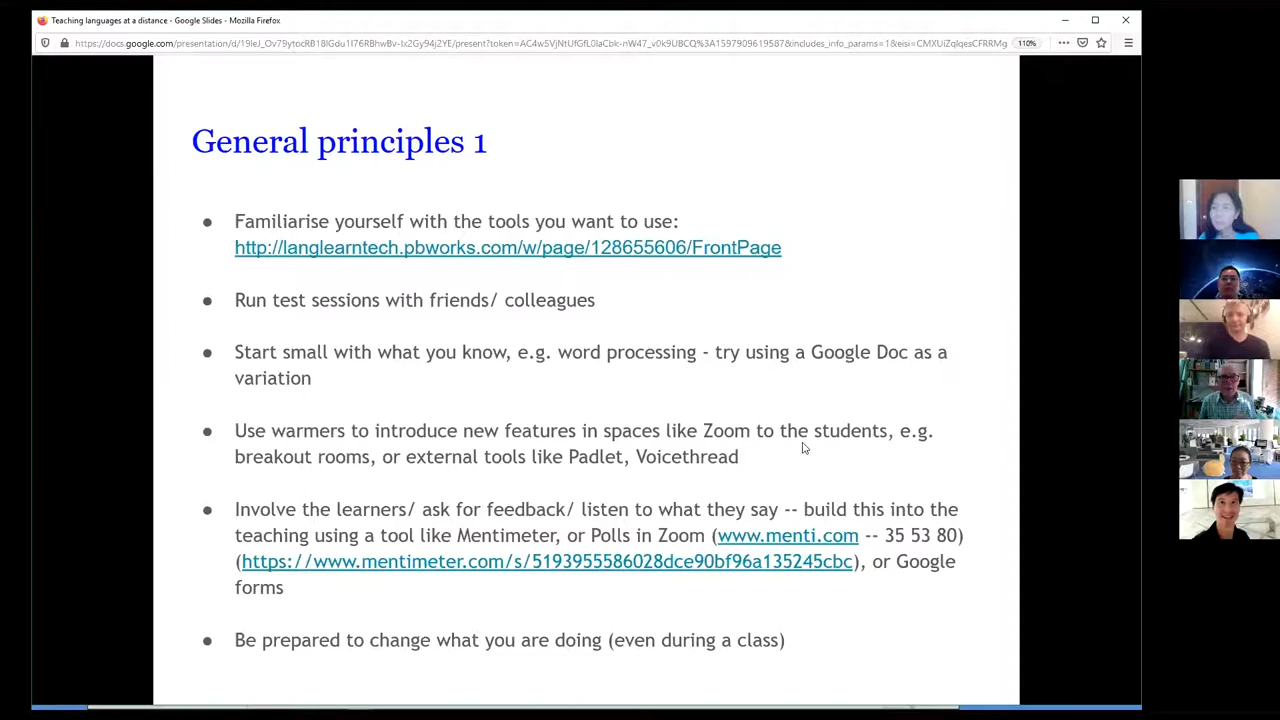 Teaching languages at a distance - Google Slides - Mozilla Firefox
110%
General principles 1
● Familiarise yourself with the tools you want to use:
http://langlearntech.pbworks.com/w/page/128655606/FrontPage
● Run test sessions with friends/ colleagues
● Start small with what you know, e.g. word processing - try using a Google Doc as a
variation
● Use warmers to introduce new features in spaces like Zoom to the students, e.g.
breakout rooms, or external tools like Padlet, Voicethread
● Involve the learners/ ask for feedback/ listen to what they say -- build this into the
teaching using a tool like Mentimeter, or Polls in Zoom (www.menti.com -- 35 53 80)
(https://www.mentimeter.com/s/5193955586028dce90bf96a135245cbc), or Google
forms
● Be prepared to change what you are doing (even during a class)